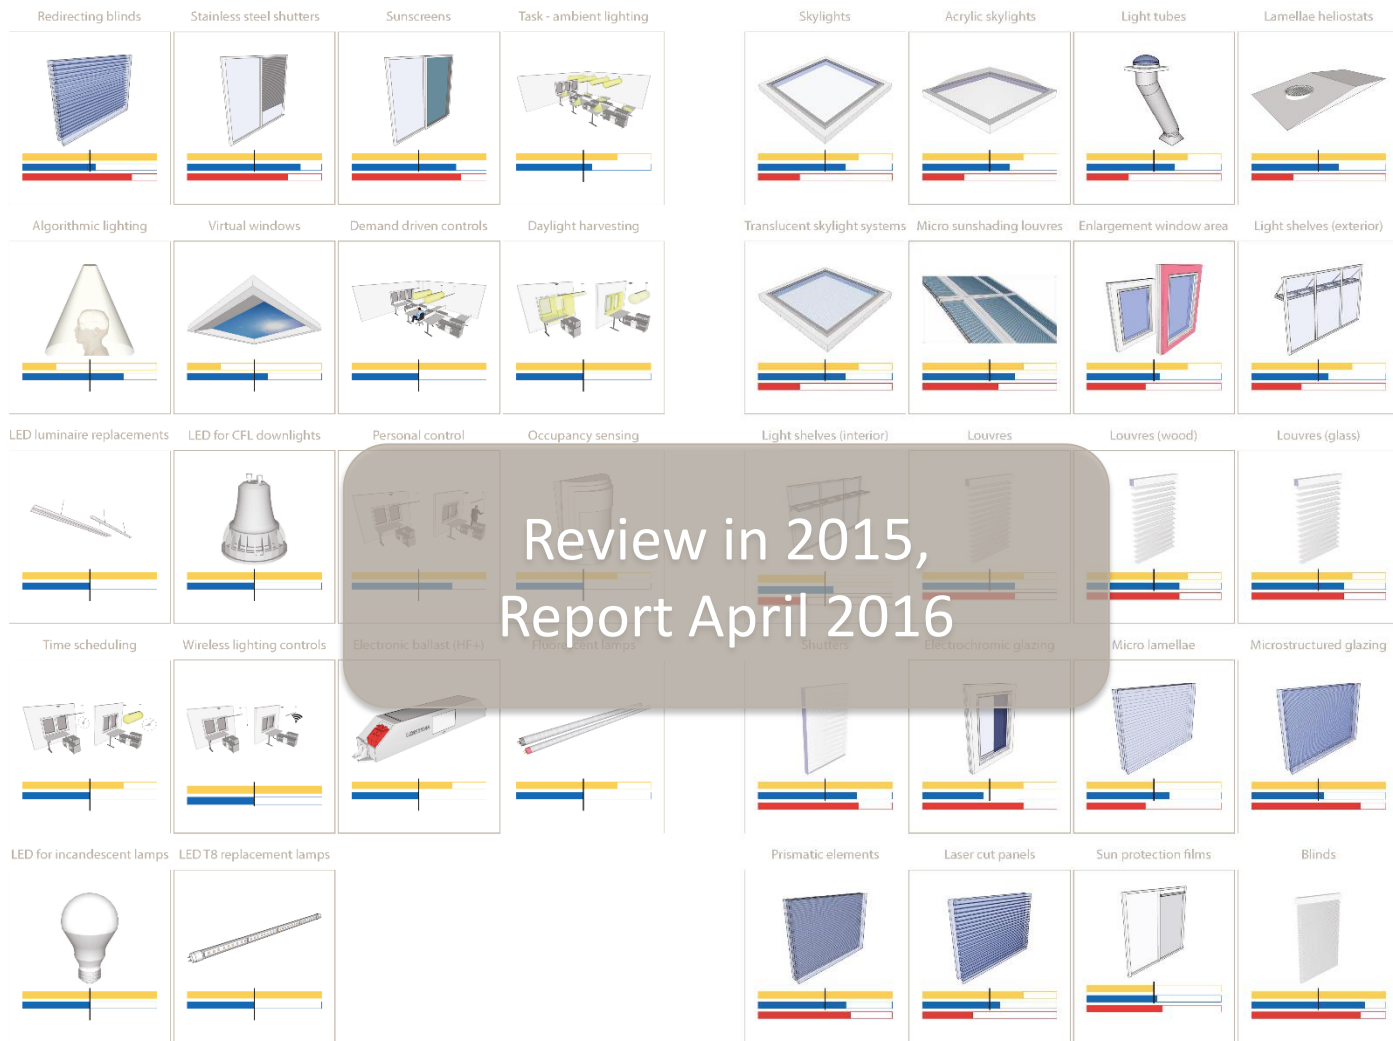 Redirecting blinds
Stainless steel shutters
Sunscreens
Task - ambient lighting
Skylights
Acrylic skylights
Light tubes
Lamellae heliostats
Algorithmic lighting
Virtual windows
Demand driven controls
Daylight harvesting
Translucent skylight systems
Micro sunshading louvres
Enlargement window area
Light shelves (exterior)
LED luminaire replacements
LED for CFL downlights
Personal control
Occupancy sensing
Light shelves (interior)
Louvres
Louvres (wood)
Louvres (glass)
Review in 2015,
Report April 2016
Time scheduling
Wireless lighting controls
Electronic ballast (HF+)
Fluorescent lamps
Shutters
Electrochromic glazing
Micro lamellae
Microstructured glazing
LED for incandescent lamps
LED T8 replacement lamps
Prismatic elements
Laser cut panels
Sun protection films
Blinds